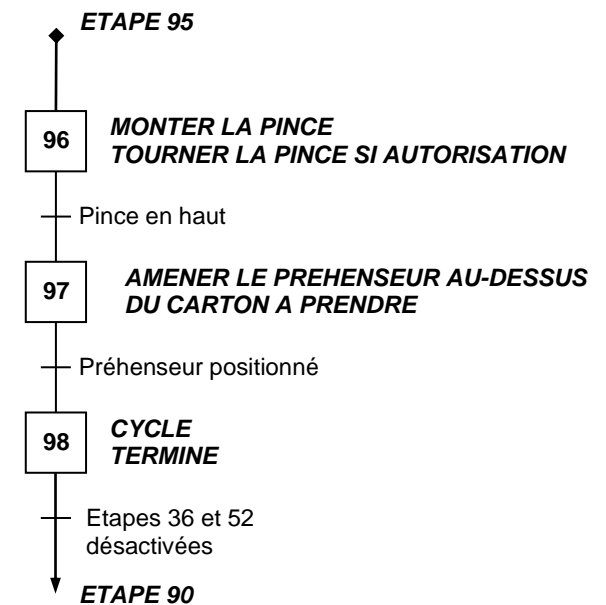 ETAPE 95
96
MONTER LA PINCE
TOURNER LA PINCE SI AUTORISATION
Pince en haut
97
AMENER LE PREHENSEUR AU-DESSUS
DU CARTON A PRENDRE
Préhenseur positionné
98
CYCLE
TERMINE
Etapes 36 et 52
désactivées
ETAPE 90